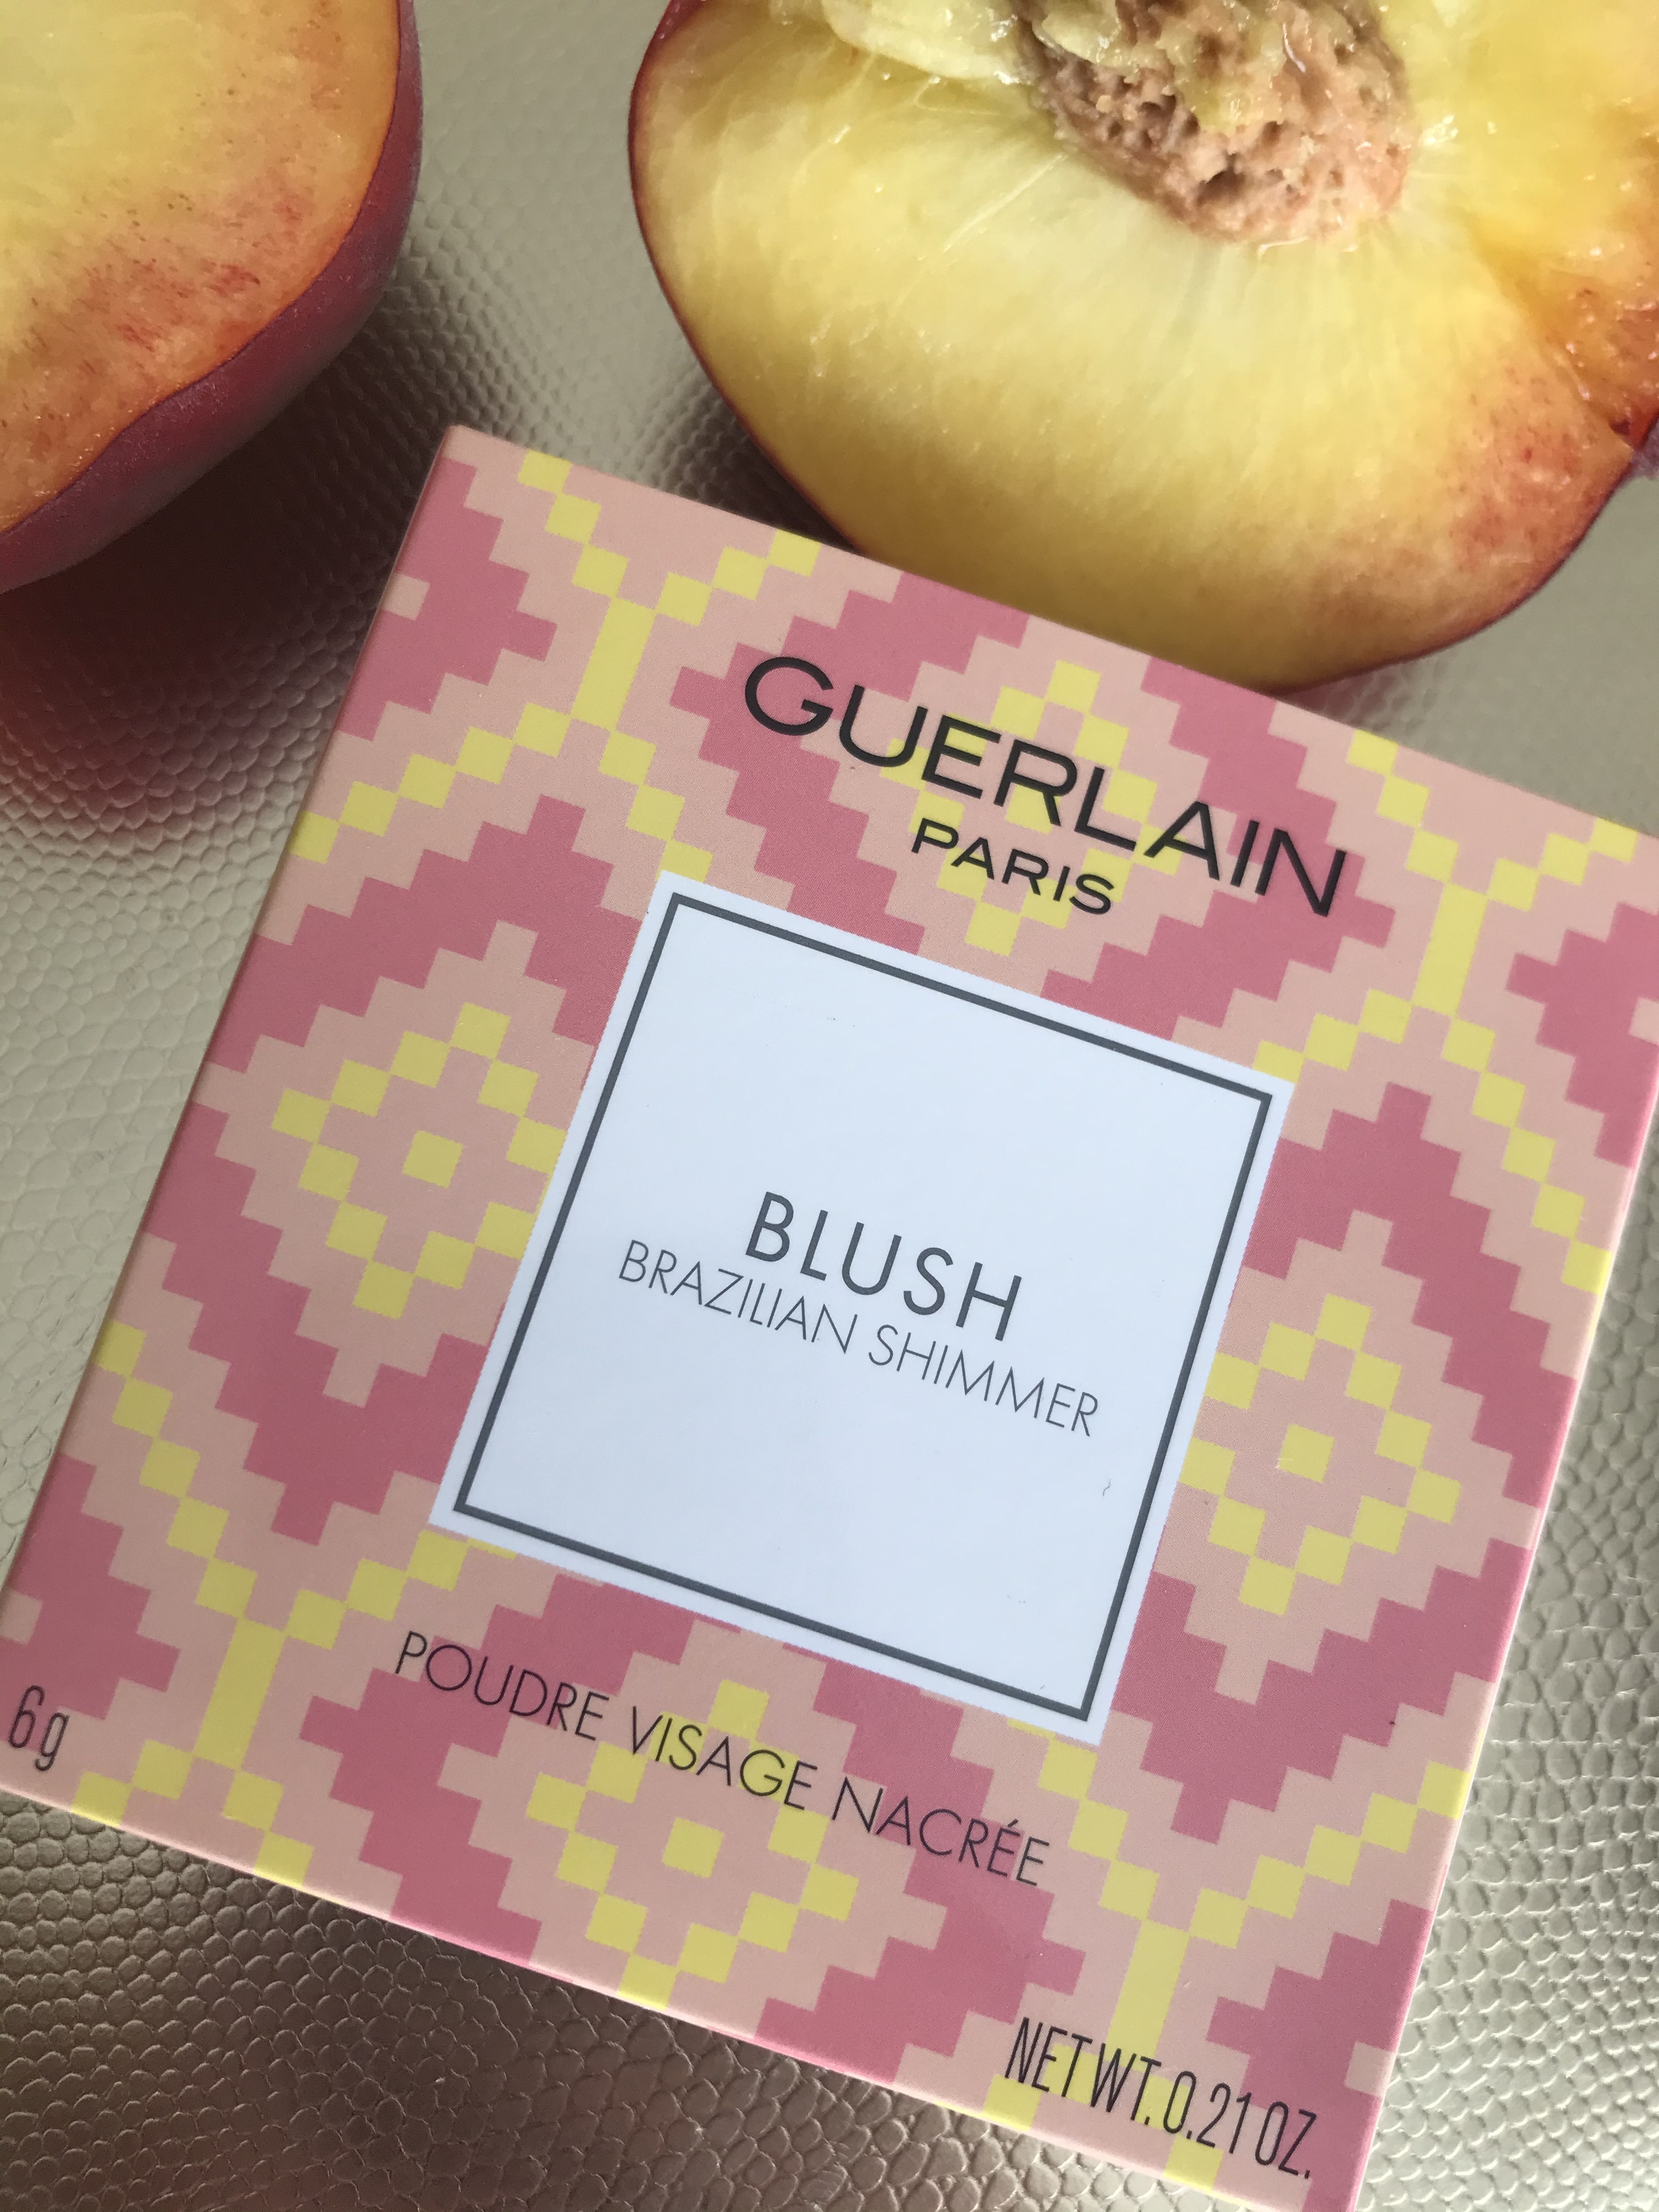 GUERLAIN
PARIS
BLUSH
BRAZILIAN SHIMMER
POUDRE VISAGE NACRÉE
6g
NET WT. 0.21 OZ.